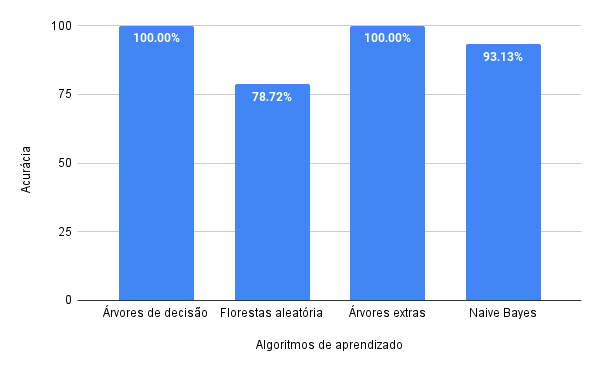 100
75
50
25
0
Acurácia
100.00%
78.72%
100.00%
93.13%
Árvores de decisão
Florestas aleatória
Árvores extras
Naive Bayes
Algoritmos de aprendizado